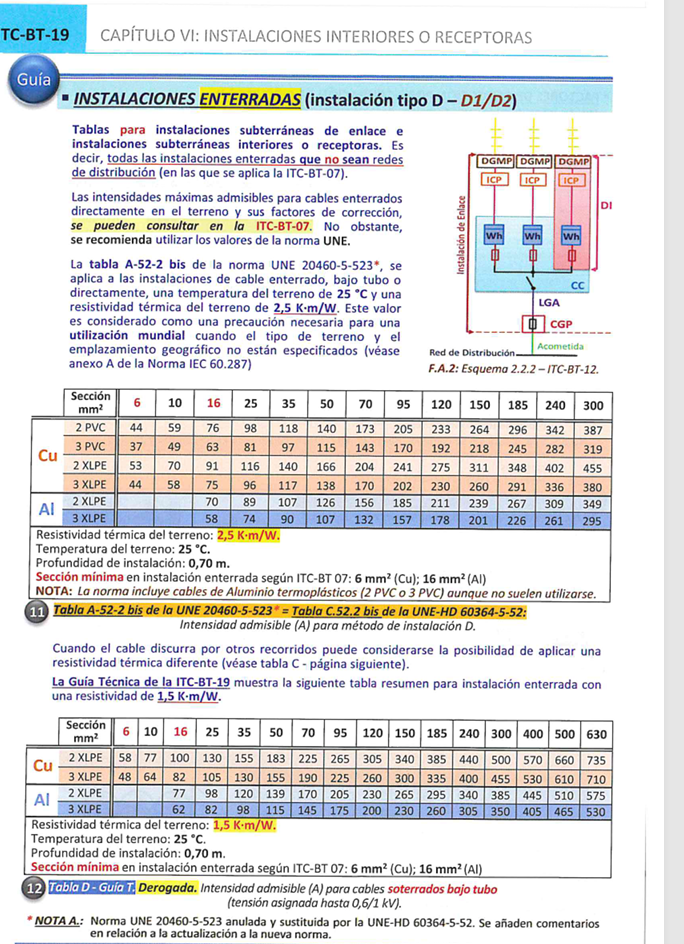 TC-BT-19
CAPÍTULO VI: INSTALACIONES INTERIORES O RECEPTORAS
Guía
▪ INSTALACIONES ENTERRADAS (instalación tipo D – D1/D2)
Tablas para instalaciones subterráneas de enlace e
instalaciones subterráneas interiores o receptoras. Es
decir, todas las instalaciones enterradas que no sean redes
de distribución (en las que se aplica la ITC-BT-07).
Las intensidades máximas admisibles para cables enterrados
directamente en el terreno y sus factores de corrección,
se pueden consultar en la ITC-BT-07. No obstante,
se recomienda utilizar los valores de la norma UNE.
La tabla A-52-2 bis de la norma UNE 20460-5-523*, se
aplica a las instalaciones de cable enterrado, bajo tubo o
directamente, una temperatura del terreno de 25 °C y una
resistividad térmica del terreno de 2,5 K·m/W. Este valor
es considerado como una precaución necesaria para una
utilización mundial cuando el tipo de terreno y el
emplazamiento geográfico no están especificados (véase
anexo A de la Norma IEC 60.287)
DGMP DGMP DGMP
ICP ICP ICP
DI
Instalación de Enlace
Wh Wh Wh
CC
LGA
CGP
Acometida
Red de Distribución
F.A.2: Esquema 2.2.2 – ITC-BT-12.
Sección mm² 6 10 16 25 35 50 70 95 120 150 185 240 300
Cu
2 PVC 44 59 76 98 118 140 173 205 233 264 296 342 387
3 PVC 37 49 63 81 97 115 143 170 192 218 245 282 319
2 XLPE 53 70 91 116 140 166 204 241 275 311 348 402 455
3 XLPE 44 58 75 96 117 138 170 202 230 260 291 336 380
Al
2 XLPE 70 89 107 126 156 185 211 239 267 309 349
3 XLPE 58 74 90 107 132 157 178 201 226 261 295
Resistividad térmica del terreno: 2,5 K·m/W.
Temperatura del terreno: 25 °C.
Profundidad de instalación: 0,70 m.
Sección mínima en instalación enterrada según ITC-BT 07: 6 mm² (Cu); 16 mm² (Al)
NOTA: La norma incluye cables de Aluminio termoplásticos (2 PVC o 3 PVC) aunque no suelen utilizarse.
11 Tabla A-52-2 bis de la UNE 20460-5-523* = Tabla C.52.2 bis de la UNE-HD 60364-5-52:
Intensidad admisible (A) para método de instalación D.
Cuando el cable discurra por otros recorridos puede considerarse la posibilidad de aplicar una
resistividad térmica diferente (véase tabla C - página siguiente).
La Guía Técnica de la ITC-BT-19 muestra la siguiente tabla resumen para instalación enterrada con
una resistividad de 1,5 K·m/W.
Sección mm² 6 10 16 25 35 50 70 95 120 150 185 240 300 400 500 630
Cu
2 XLPE 58 77 100 130 155 183 225 265 305 340 385 440 500 570 660 735
3 XLPE 48 64 82 105 130 155 190 225 260 300 335 400 455 530 610 710
Al
2 XLPE 77 98 120 139 170 205 230 265 295 340 385 445 510 575
3 XLPE 62 82 98 115 145 175 200 230 260 305 350 405 465 530
Resistividad térmica del terreno: 1,5 K·m/W.
Temperatura del terreno: 25 °C.
Profundidad de instalación: 0,70 m.
Sección mínima en instalación enterrada según ITC-BT 07: 6 mm² (Cu); 16 mm² (Al)
12 Tabla D - Guía T. Derogada. Intensidad admisible (A) para cables soterrados bajo tubo
(tensión asignada hasta 0,6/1 kV).
* NOTA A.: Norma UNE 20460-5-523 anulada y sustituida por la UNE-HD 60364-5-52. Se añaden comentarios
en relación a la actualización a la nueva norma.